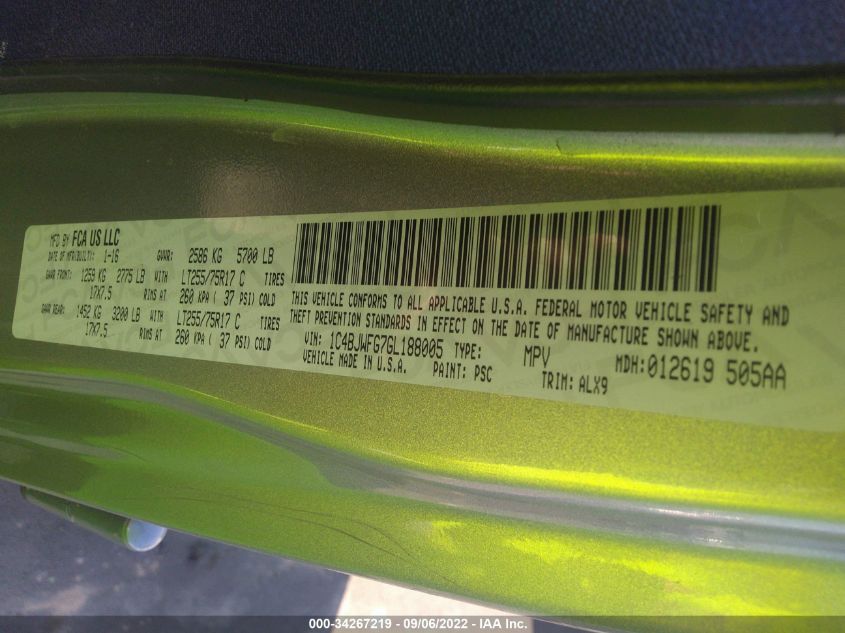 MFD BY FCA US LLC
DATE OF MFR(BUILT): 1-16 GVWR: 2586 KG 5700 LB
GAWR FRONT: 1259 KG 2775 LB WITH LT255/75R17 C TIRES
17X7.5 RIMS AT 260 KPA ( 37 PSI) COLD
GAWR REAR: 1452 KG 3200 LB WITH LT255/75R17 C TIRES
17X7.5 RIMS AT 260 KPA ( 37 PSI) COLD
THIS VEHICLE CONFORMS TO ALL APPLICABLE U.S.A. FEDERAL MOTOR VEHICLE SAFETY AND
THEFT PREVENTION STANDARDS IN EFFECT ON THE DATE OF MANUFACTURE SHOWN ABOVE.
VIN: 1C4BJWFG7GL188005 TYPE: MPV MDH:012619 505AA
VEHICLE MADE IN U.S.A. PAINT: PSC TRIM: ALX9
000-34267219 - 09/06/2022 - IAA Inc.